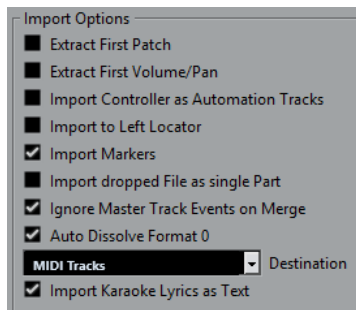 Import Options
Extract First Patch
Extract First Volume/Pan
Import Controller as Automation Tracks
Import to Left Locator
Import Markers
Import dropped File as single Part
Ignore Master Track Events on Merge
Auto Dissolve Format 0
MIDI Tracks Destination
Import Karaoke Lyrics as Text